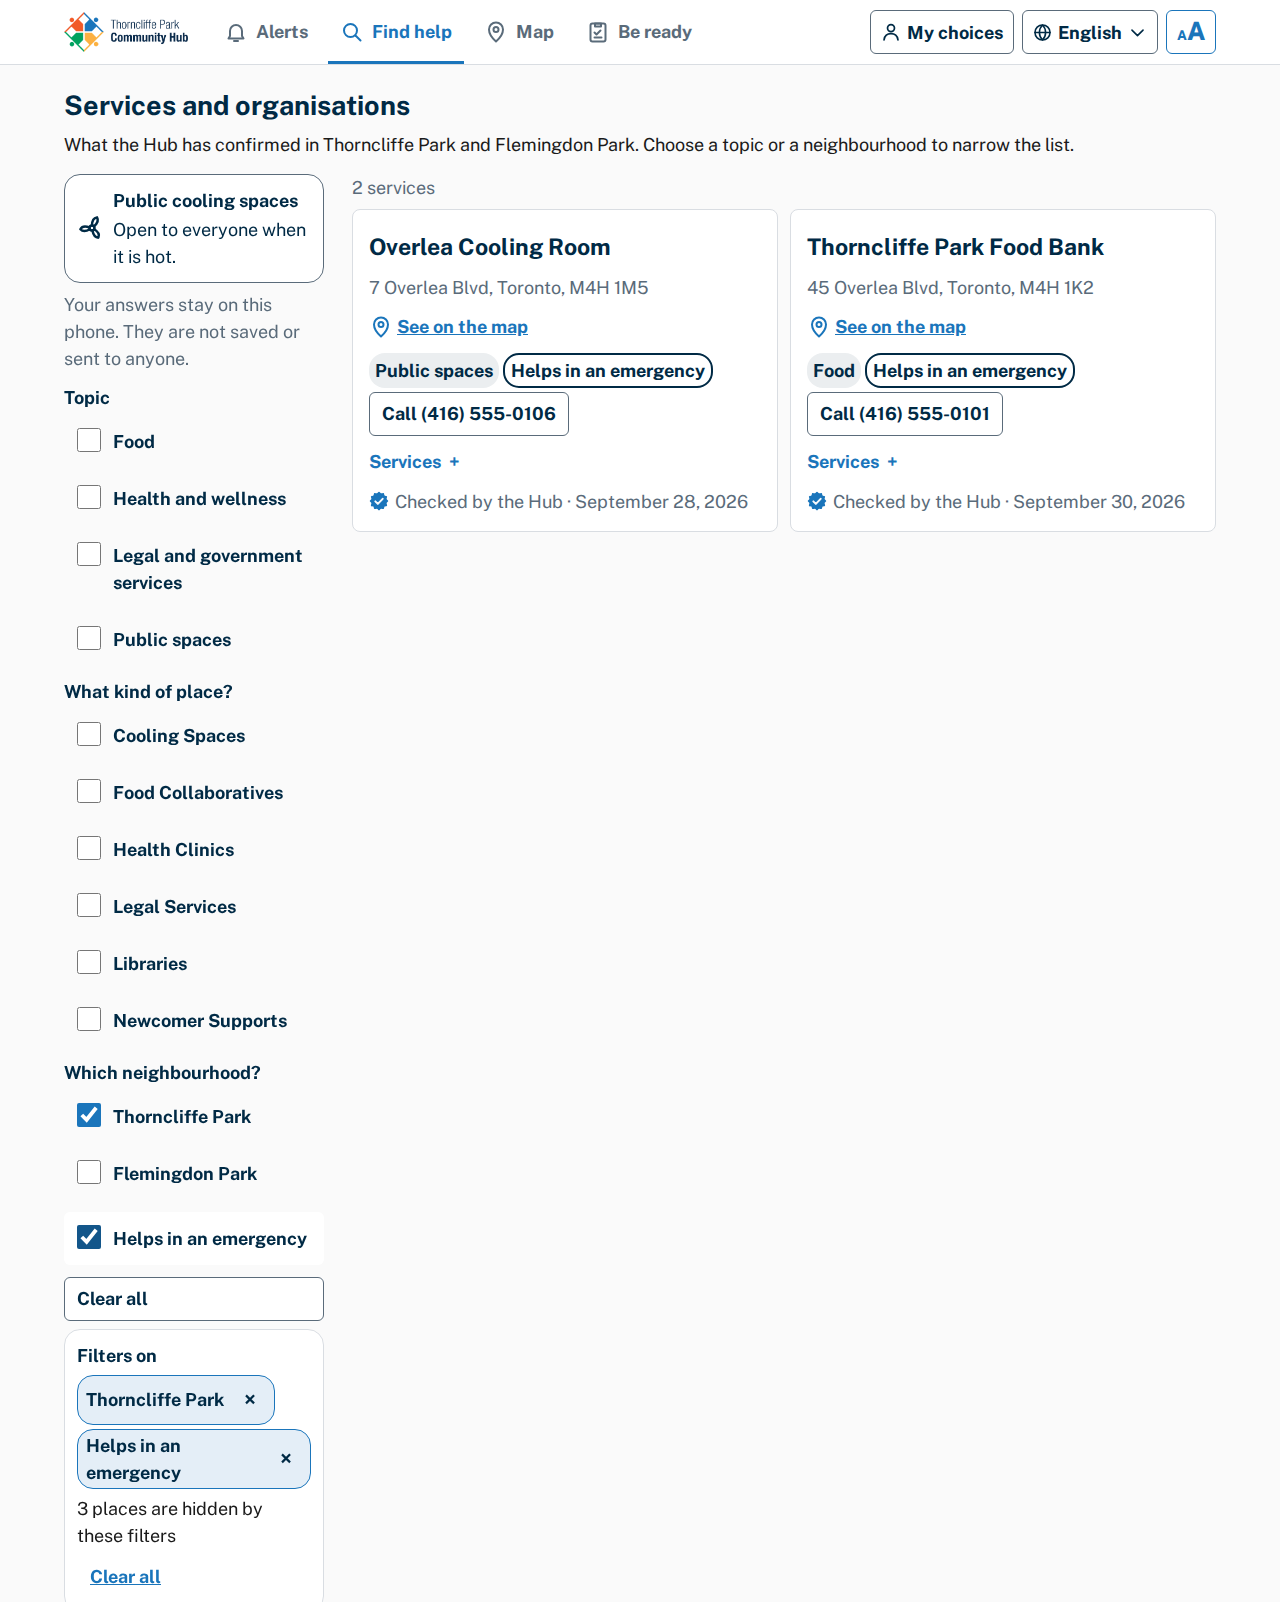 Thorncliffe Park
Community Hub
Alerts
Find help
Map
Be ready
My choices
English
AA
Services and organisations
What the Hub has confirmed in Thorncliffe Park and Flemingdon Park. Choose a topic or a neighbourhood to narrow the list.
Public cooling spaces
Open to everyone when
it is hot.
Your answers stay on this
phone. They are not saved or
sent to anyone.
Topic
Food
Health and wellness
Legal and government
services
Public spaces
What kind of place?
Cooling Spaces
Food Collaboratives
Health Clinics
Legal Services
Libraries
Newcomer Supports
Which neighbourhood?
Thorncliffe Park
Flemingdon Park
Helps in an emergency
Clear all
Filters on
Thorncliffe Park ×
Helps in an
emergency ×
3 places are hidden by
these filters
Clear all
2 services
Overlea Cooling Room
7 Overlea Blvd, Toronto, M4H 1M5
See on the map
Public spaces Helps in an emergency
Call (416) 555-0106
Services +
Checked by the Hub · September 28, 2026
Thorncliffe Park Food Bank
45 Overlea Blvd, Toronto, M4H 1K2
See on the map
Food Helps in an emergency
Call (416) 555-0101
Services +
Checked by the Hub · September 30, 2026